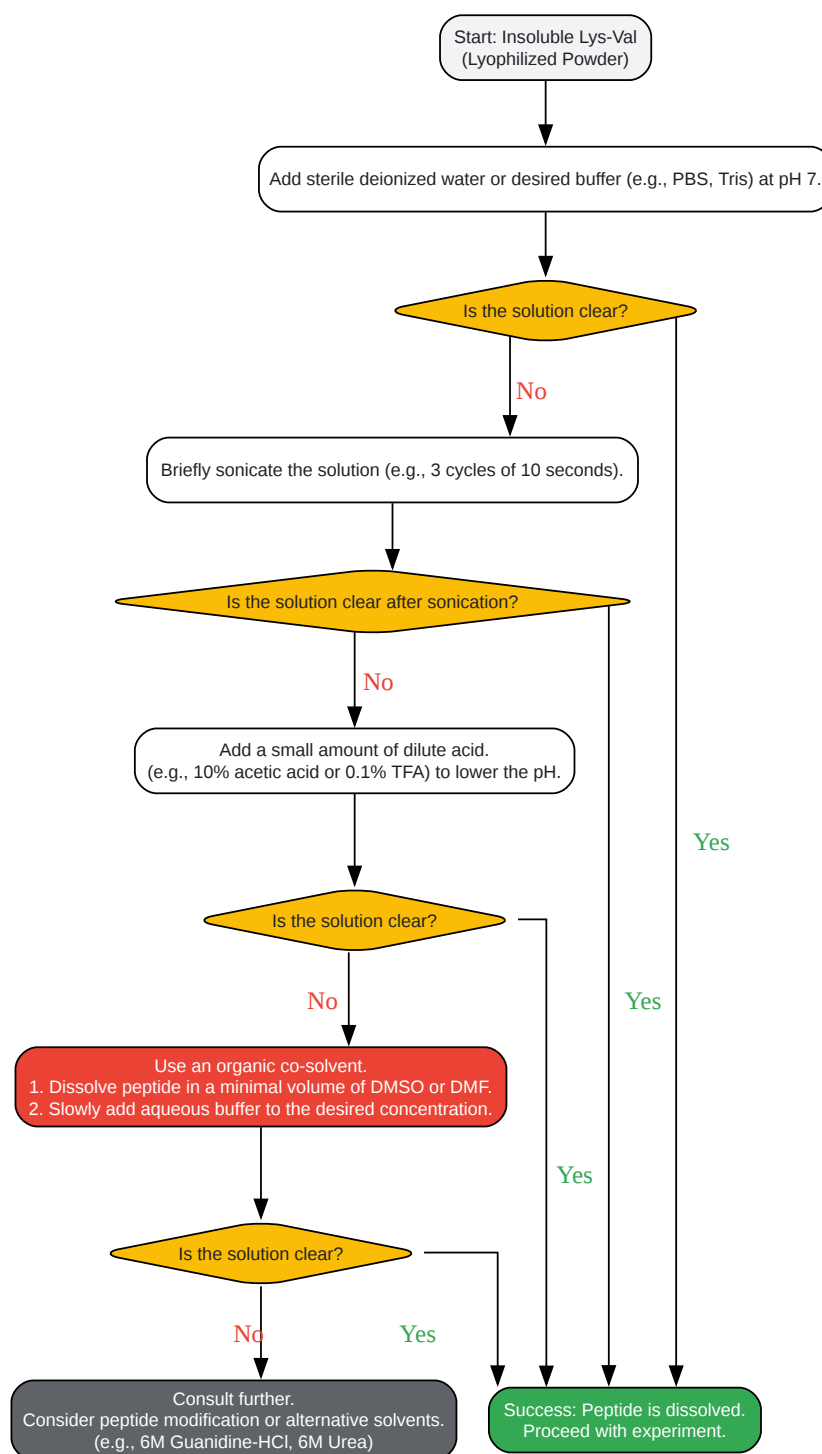 Start: Insoluble Lys-Val
(Lyophilized Powder)
Add sterile deionized water or desired buffer (e.g., PBS, Tris) at pH 7.
Is the solution clear?
No
Briefly sonicate the solution (e.g., 3 cycles of 10 seconds).
Is the solution clear after sonication?
No
Add a small amount of dilute acid.
(e.g., 10% acetic acid or 0.1% TFA) to lower the pH.
Yes
Is the solution clear?
No
Yes
Use an organic co-solvent.
1. Dissolve peptide in a minimal volume of DMSO or DMF.
2. Slowly add aqueous buffer to the desired concentration.
Yes
Is the solution clear?
No
Yes
Consult further.
Consider peptide modification or alternative solvents.
(e.g., 6M Guanidine-HCl, 6M Urea)
Success: Peptide is dissolved.
Proceed with experiment.